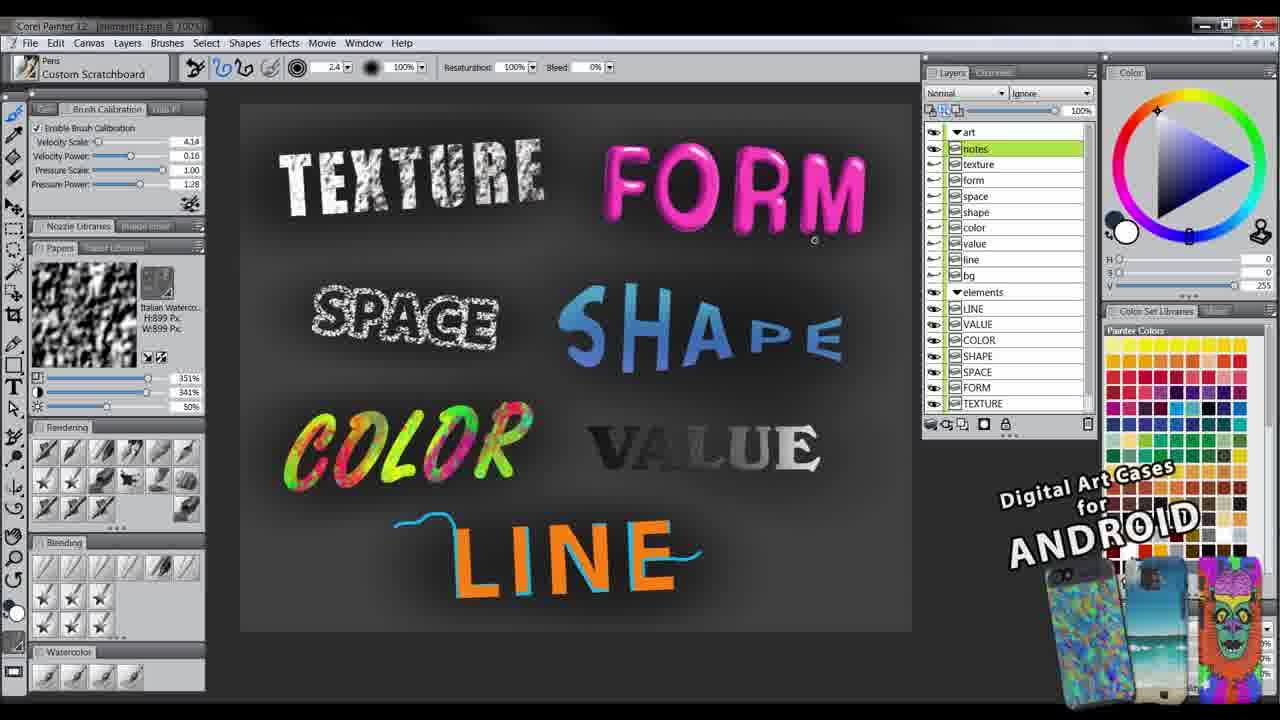 Corel Painter 12 - [elements1.psd @ 100%]
File Edit Canvas Layers Brushes Select Shapes Effects Movie Window Help
Pens
Custom Scratchboard
2.4
100%
Resaturation: 100%
Bleed: 0%
Brush Calibration
Enable Brush Calibration
Velocity Scale: 4.14
Velocity Power: 0.16
Pressure Scale: 1.00
Pressure Power: 1.28
Nozzle Libraries
Papers
Italian Waterco...
H:899 Px.
W:899 Px.
351%
341%
50%
Rendering
Blending
Watercolor
TEXTURE
FORM
SPACE
SHAPE
COLOR
VALUE
LINE
Layers Channels
Normal
Ignore
100%
art
notes
texture
form
space
shape
color
value
line
bg
elements
LINE
VALUE
COLOR
SHAPE
SPACE
FORM
TEXTURE
Color
H 0
S 0
V 255
Color Set Libraries
Painter Colors
Digital Art Cases
for
ANDROID